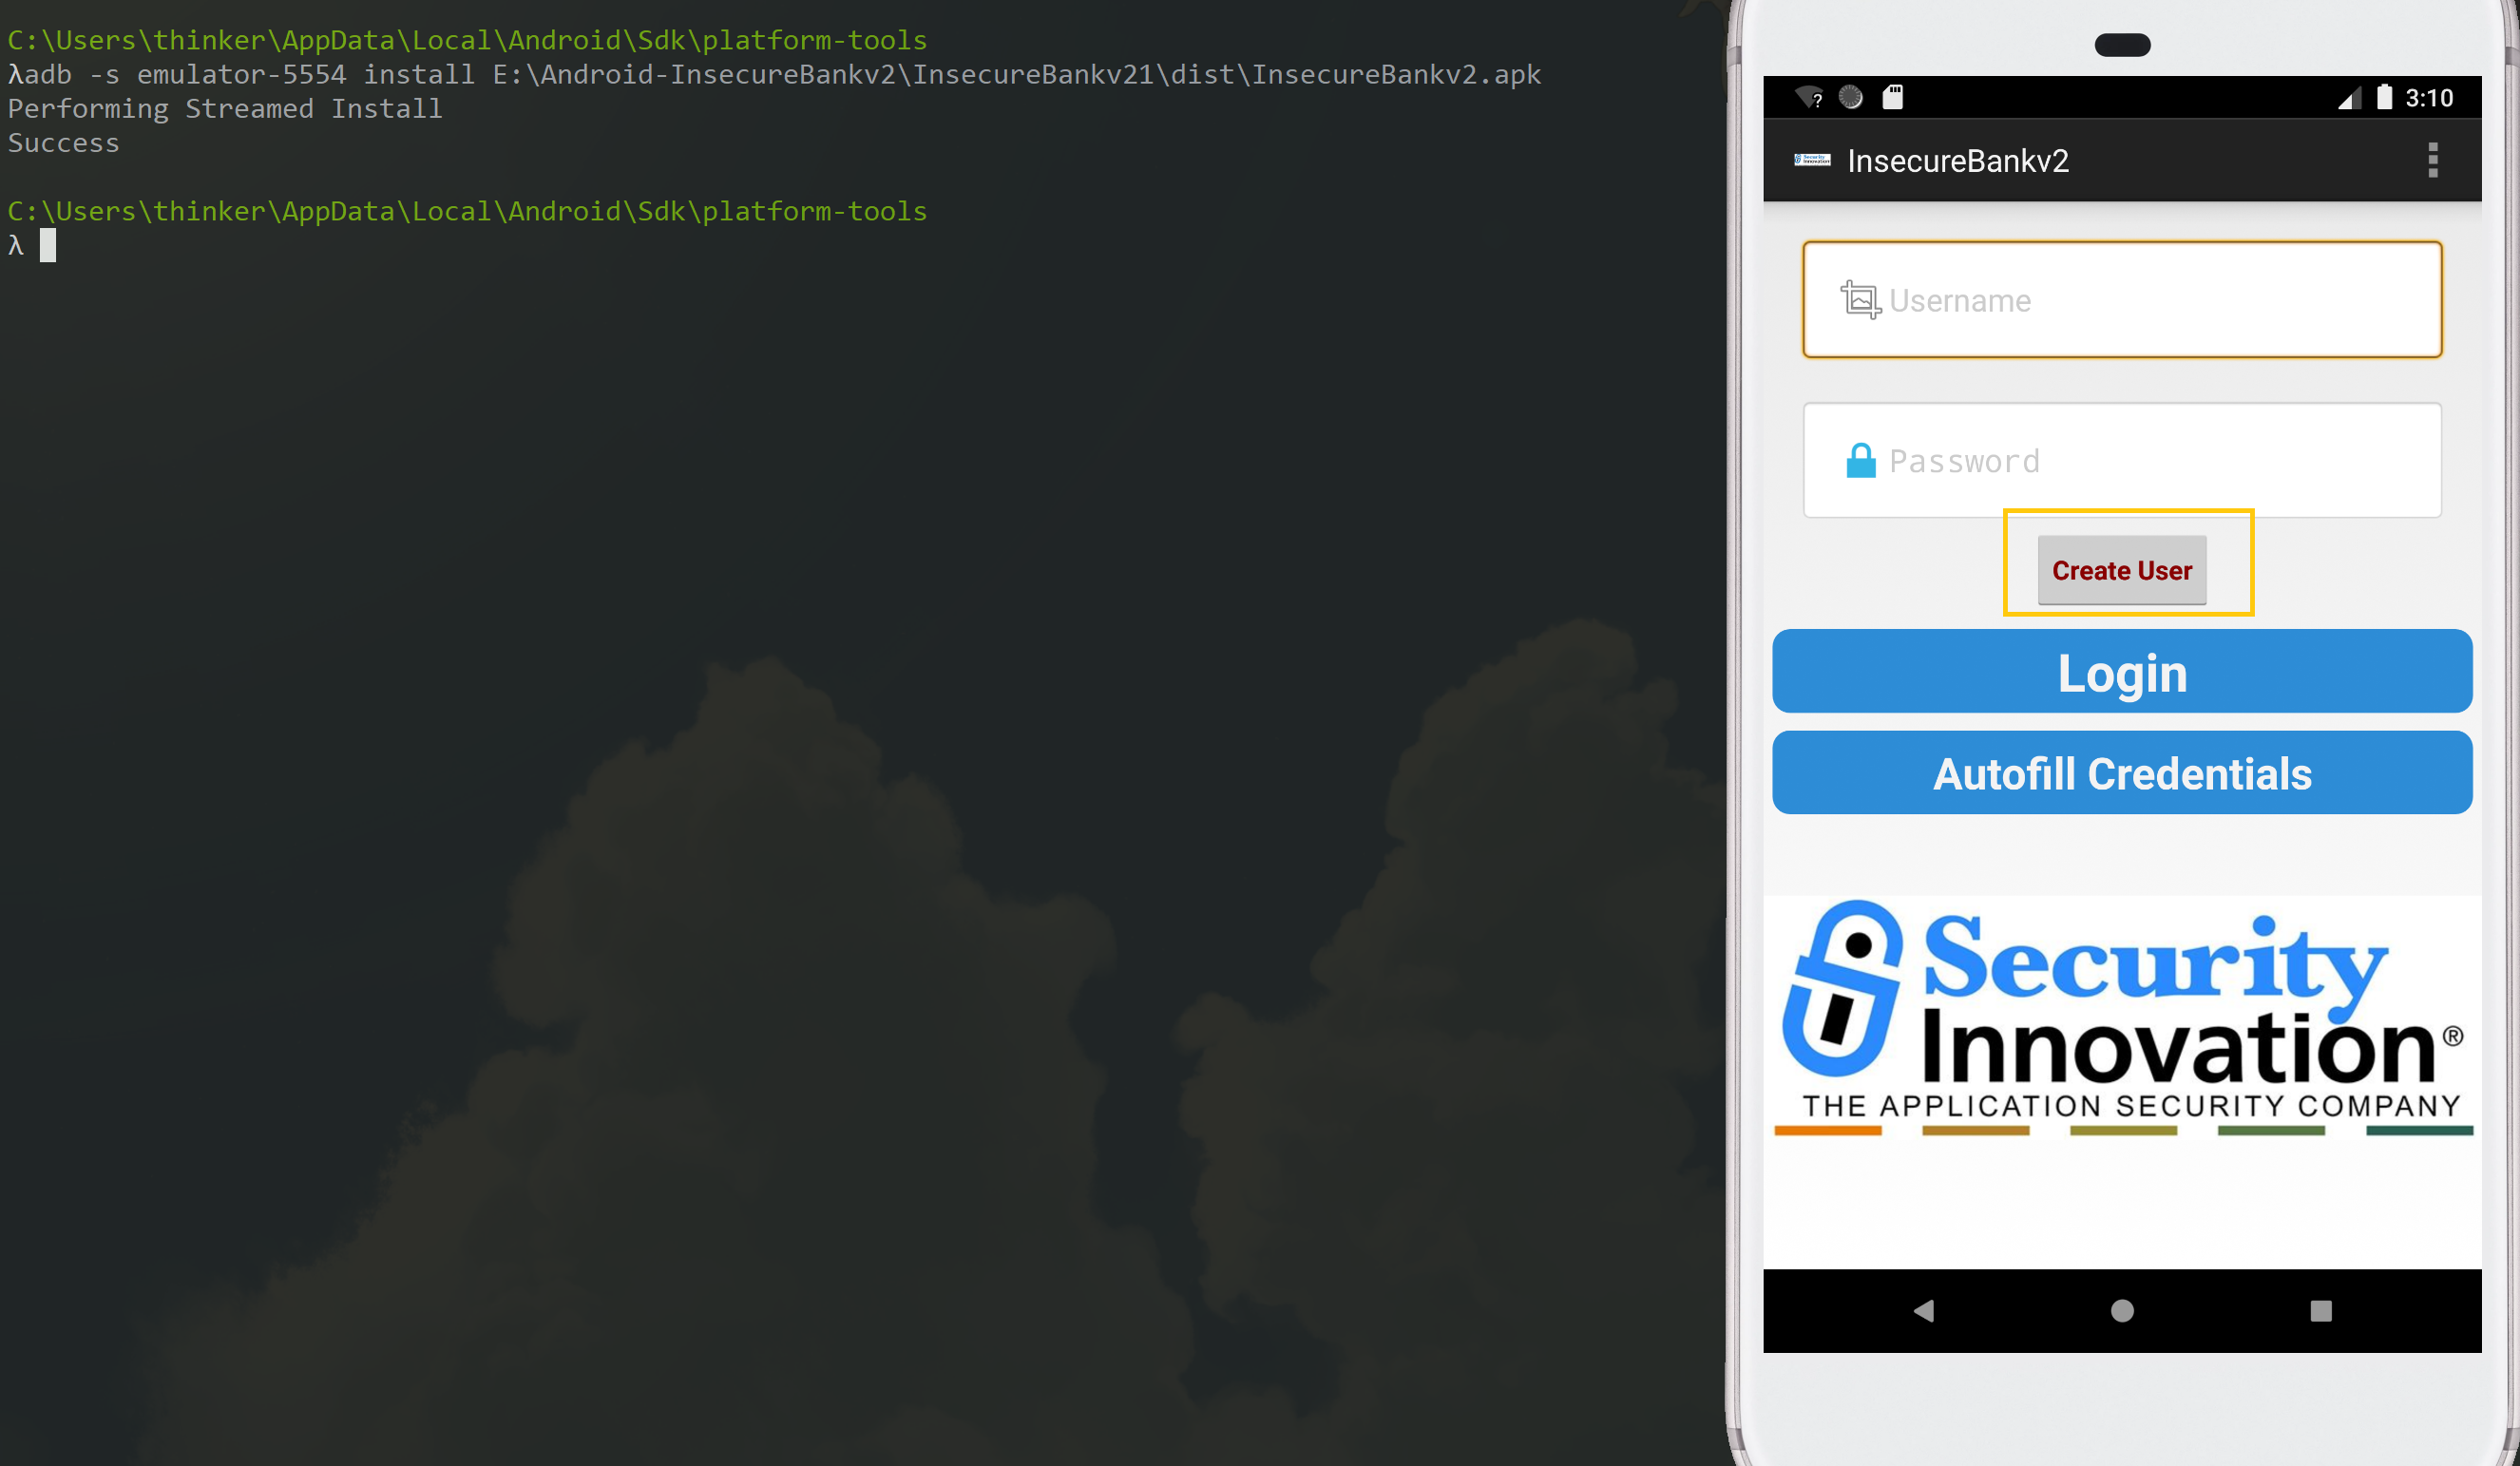 C:\Users\thinker\AppData\Local\Android\Sdk\platform-tools
λadb -s emulator-5554 install E:\Android-InsecureBankv2\InsecureBankv21\dist\InsecureBankv2.apk
Performing Streamed Install
Success
C:\Users\thinker\AppData\Local\Android\Sdk\platform-tools
λ
3:10
InsecureBankv2
Username
Password
Create User
Login
Autofill Credentials
Security
Innovation®
THE APPLICATION SECURITY COMPANY